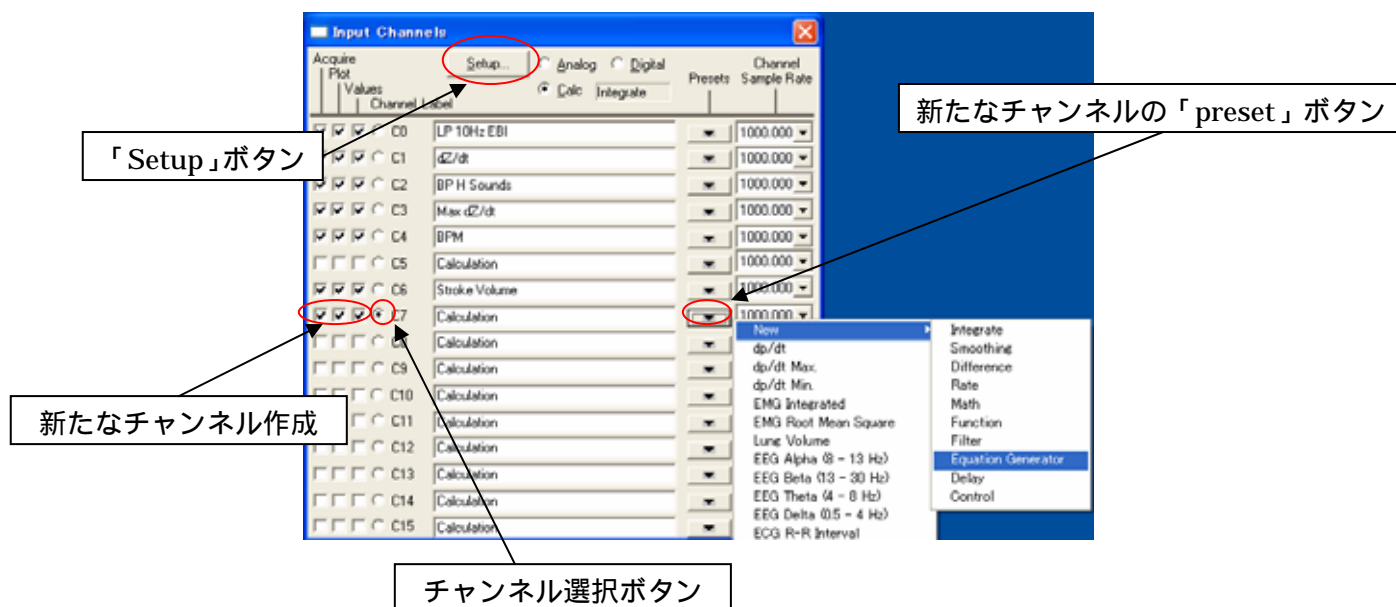 Input Channels
Acquire
Plot
Values
Channel Label
Setup...
Analog
Digital
Calc
Integrate
Presets
Channel
Sample Rate
C0 LP 10Hz EBI 1000.000
C1 dZ/dt 1000.000
C2 BP H Sounds 1000.000
C3 Max dZ/dt 1000.000
C4 BPM 1000.000
C5 Calculation 1000.000
C6 Stroke Volume 1000.000
C7 Calculation 1000.000
C8 Calculation
C9 Calculation
C10 Calculation
C11 Calculation
C12 Calculation
C13 Calculation
C14 Calculation
C15 Calculation
New
dp/dt
dp/dt Max.
dp/dt Min.
EMG Integrated
EMG Root Mean Square
Lung Volume
EEG Alpha (8 - 13 Hz)
EEG Beta (13 - 30 Hz)
EEG Theta (4 - 8 Hz)
EEG Delta (0.5 - 4 Hz)
ECG R-R Interval
Integrate
Smoothing
Difference
Rate
Math
Function
Filter
Equation Generator
Delay
Control
「Setup」ボタン
新たなチャンネルの「preset」ボタン
新たなチャンネル作成
チャンネル選択ボタン